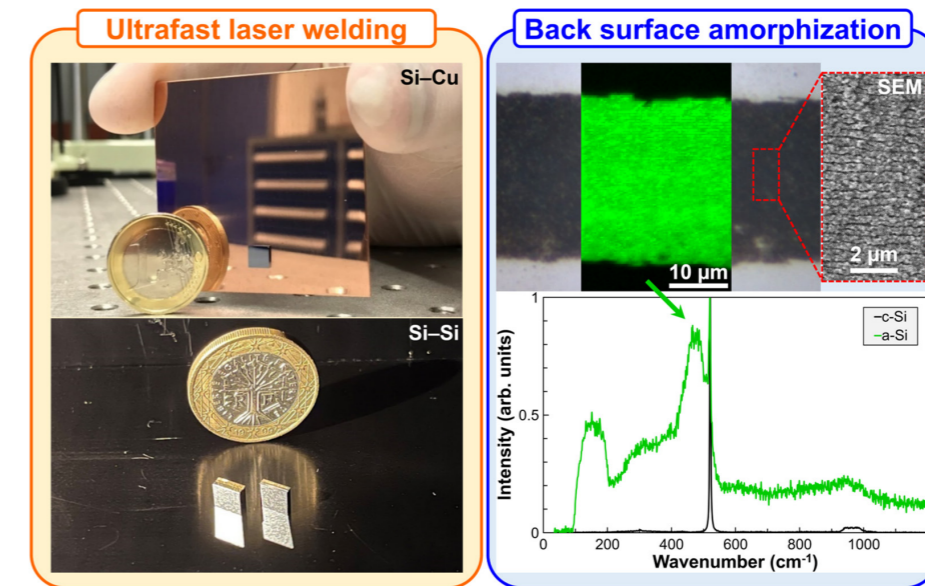 Ultrafast laser welding
Si–Cu
Si–Si
Back surface amorphization
SEM
10 μm
2 μm
Intensity (arb. units)
1
0.5
0
c-Si
a-Si
0 200 400 600 800 1000
Wavenumber (cm⁻¹)